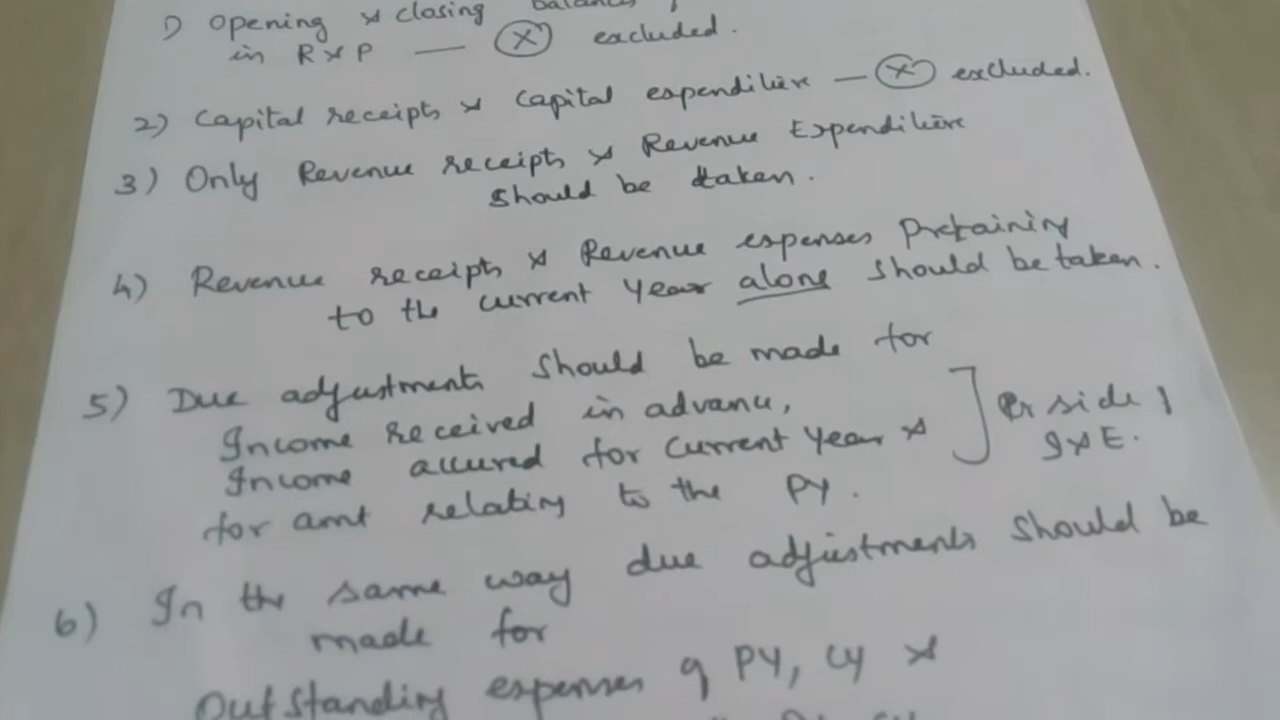 1) Opening & closing balances
in R & P — (X) excluded.
2) Capital receipts & Capital expenditure — (X) excluded.
3) Only Revenue receipts & Revenue Expenditure
should be taken.
4) Revenue receipts & Revenue expenses Pertaining
to the current year alone should be taken.
5) Due adjustments should be made for
Income received in advance,
Income accured for current year &
for amt relating to the PY.
Cr side,
I & E.
6) In the same way due adjustments should be
made for
Outstanding expenses of PY, CY &